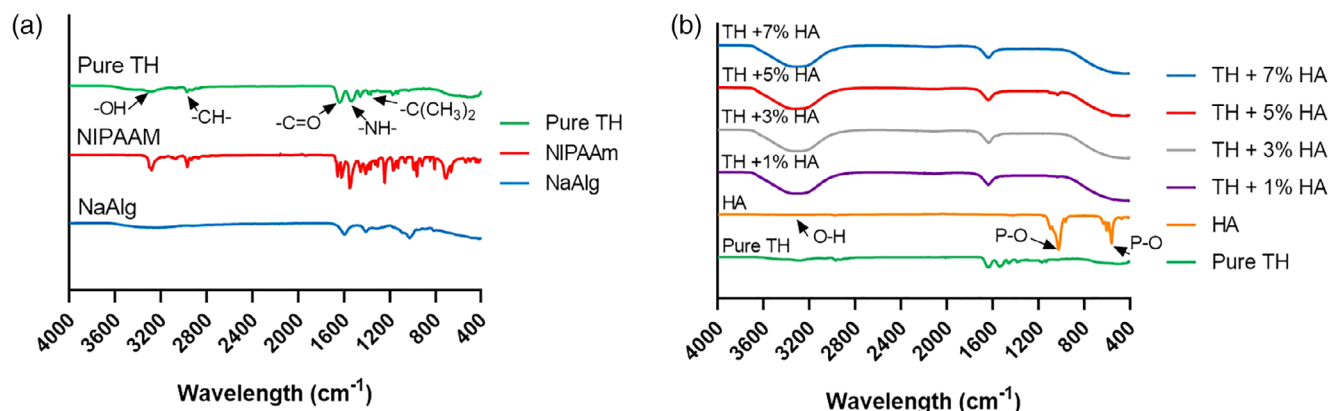 (a)
Pure TH
-OH
-CH-
-C=O
-NH-
-C(CH₃)₂
NIPAAM
NaAlg
Pure TH
NIPAAm
NaAlg
4000 3600 3200 2800 2400 2000 1600 1200 800 400
Wavelength (cm⁻¹)
(b)
TH +7% HA
TH +5% HA
TH +3% HA
TH +1% HA
HA
O-H
P-O
P-O
Pure TH
TH + 7% HA
TH + 5% HA
TH + 3% HA
TH + 1% HA
HA
Pure TH
4000 3600 3200 2800 2400 2000 1600 1200 800 400
Wavelength (cm⁻¹)